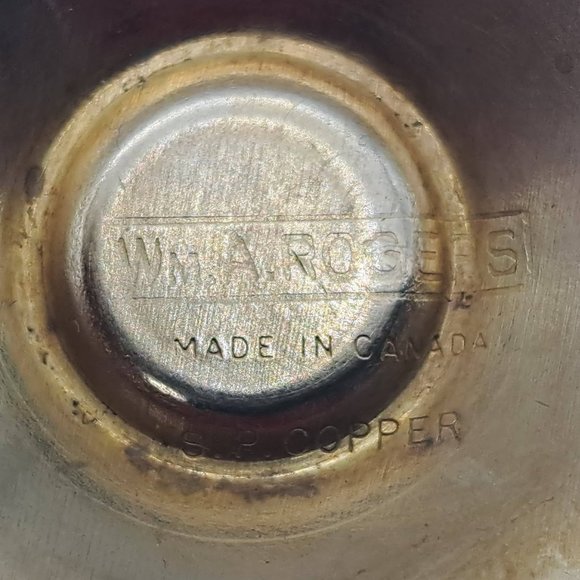 WM. A. ROGERS
MADE IN CANADA
S. P. COPPER